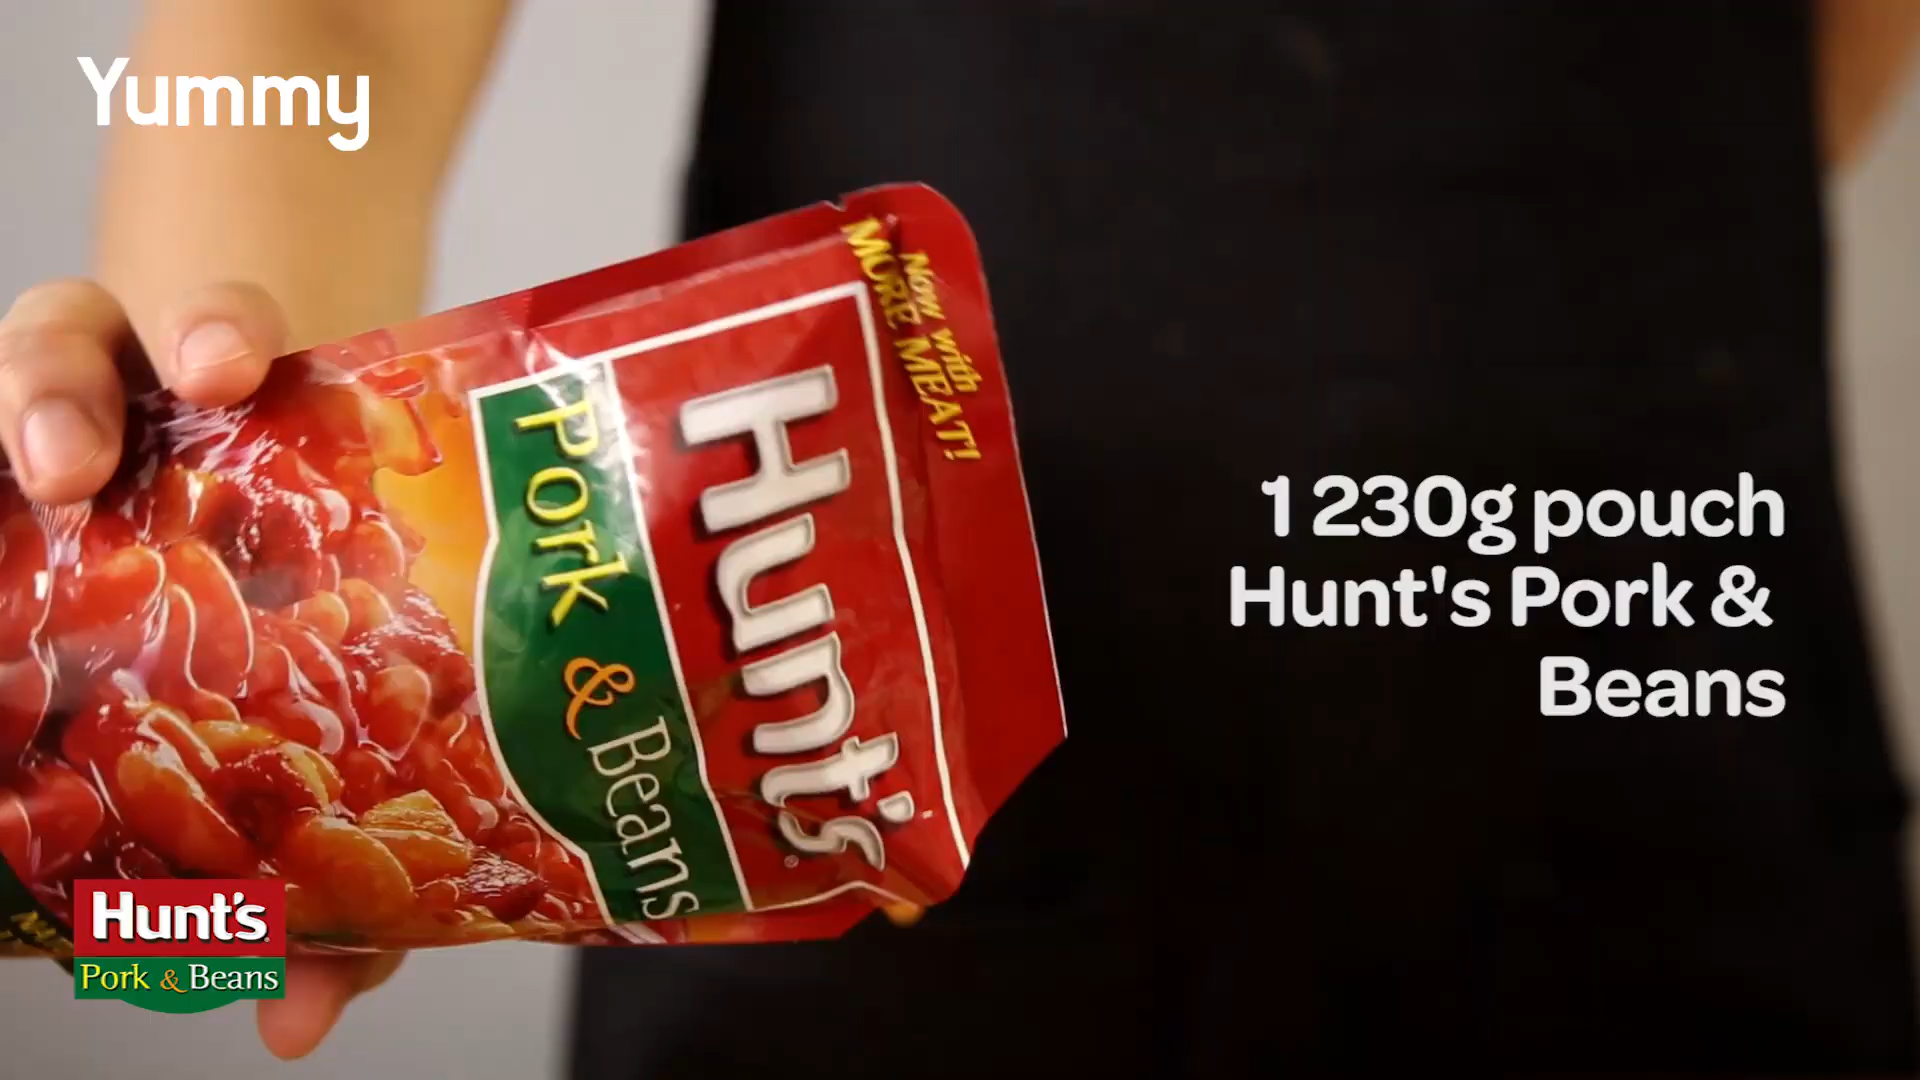 Yummy
Now with
MORE MEAT!
Hunt's
Pork & Beans
1 230g pouch
Hunt's Pork &
Beans
Hunt's
Pork & Beans